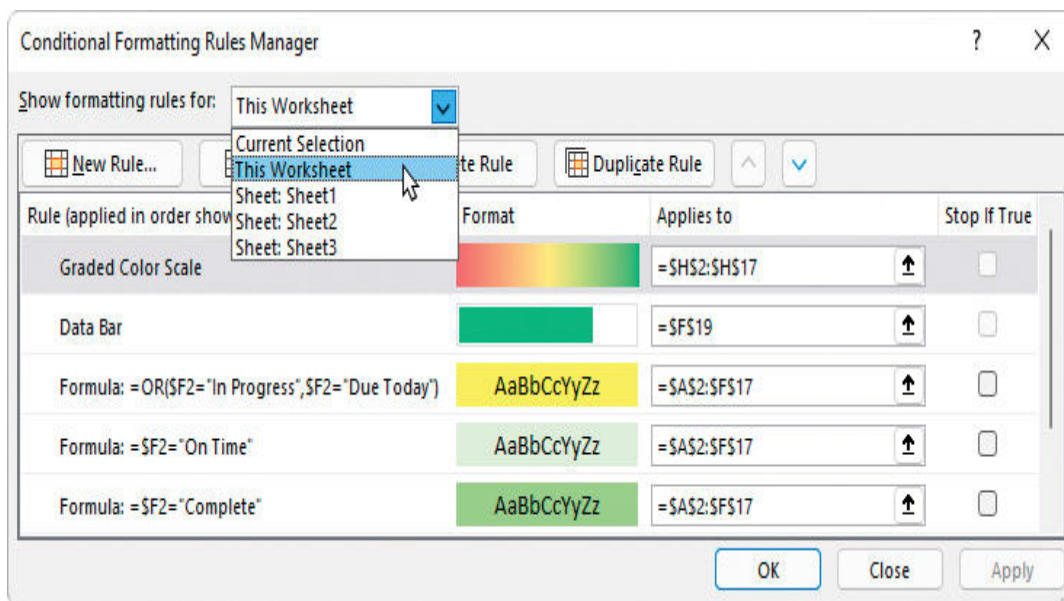 Conditional Formatting Rules Manager ? X
Show formatting rules for: This Worksheet
Current Selection
New Rule... This Worksheet te Rule Duplicate Rule
Sheet: Sheet1
Rule (applied in order show Sheet: Sheet2 Format Applies to Stop If True
Sheet: Sheet3
Graded Color Scale =$H$2:$H$17
Data Bar =$F$19
Formula: =OR($F2="In Progress",$F2="Due Today") AaBbCcYyZz =$A$2:$F$17
Formula: =$F2="On Time" AaBbCcYyZz =$A$2:$F$17
Formula: =$F2="Complete" AaBbCcYyZz =$A$2:$F$17
OK Close Apply